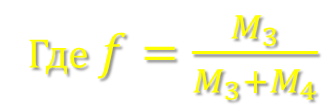 Где f = M₃ / (M₃+M₄)